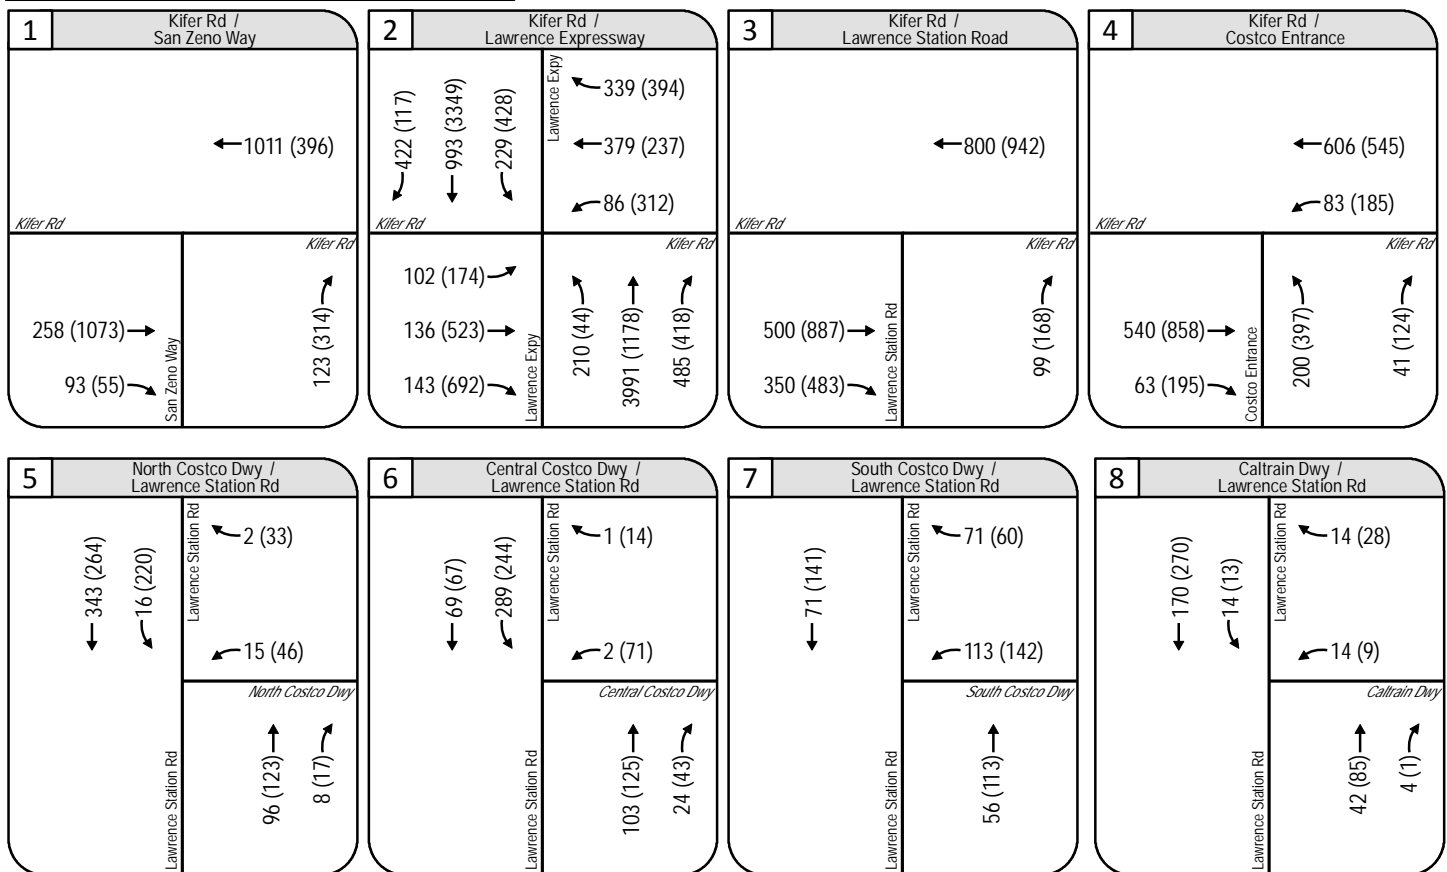 1
Kifer Rd /
San Zeno Way
1011 (396)
Kifer Rd
Kifer Rd
258 (1073)
93 (55)
San Zeno Way
123 (314)
2
Kifer Rd /
Lawrence Expressway
422 (117)
993 (3349)
229 (428)
Lawrence Expy
339 (394)
379 (237)
86 (312)
Kifer Rd
Kifer Rd
102 (174)
136 (523)
143 (692)
Lawrence Expy
210 (44)
3991 (1178)
485 (418)
3
Kifer Rd /
Lawrence Station Road
800 (942)
Kifer Rd
Kifer Rd
500 (887)
350 (483)
Lawrence Station Rd
99 (168)
4
Kifer Rd /
Costco Entrance
606 (545)
83 (185)
Kifer Rd
Kifer Rd
540 (858)
63 (195)
Costco Entrance
200 (397)
41 (124)
5
North Costco Dwy /
Lawrence Station Rd
343 (264)
16 (220)
Lawrence Station Rd
2 (33)
15 (46)
North Costco Dwy
Lawrence Station Rd
96 (123)
8 (17)
6
Central Costco Dwy /
Lawrence Station Rd
69 (67)
289 (244)
Lawrence Station Rd
1 (14)
2 (71)
Central Costco Dwy
Lawrence Station Rd
103 (125)
24 (43)
7
South Costco Dwy /
Lawrence Station Rd
71 (141)
Lawrence Station Rd
71 (60)
113 (142)
South Costco Dwy
Lawrence Station Rd
56 (113)
8
Caltrain Dwy /
Lawrence Station Rd
170 (270)
14 (13)
Lawrence Station Rd
14 (28)
14 (9)
Caltrain Dwy
Lawrence Station Rd
42 (85)
4 (1)